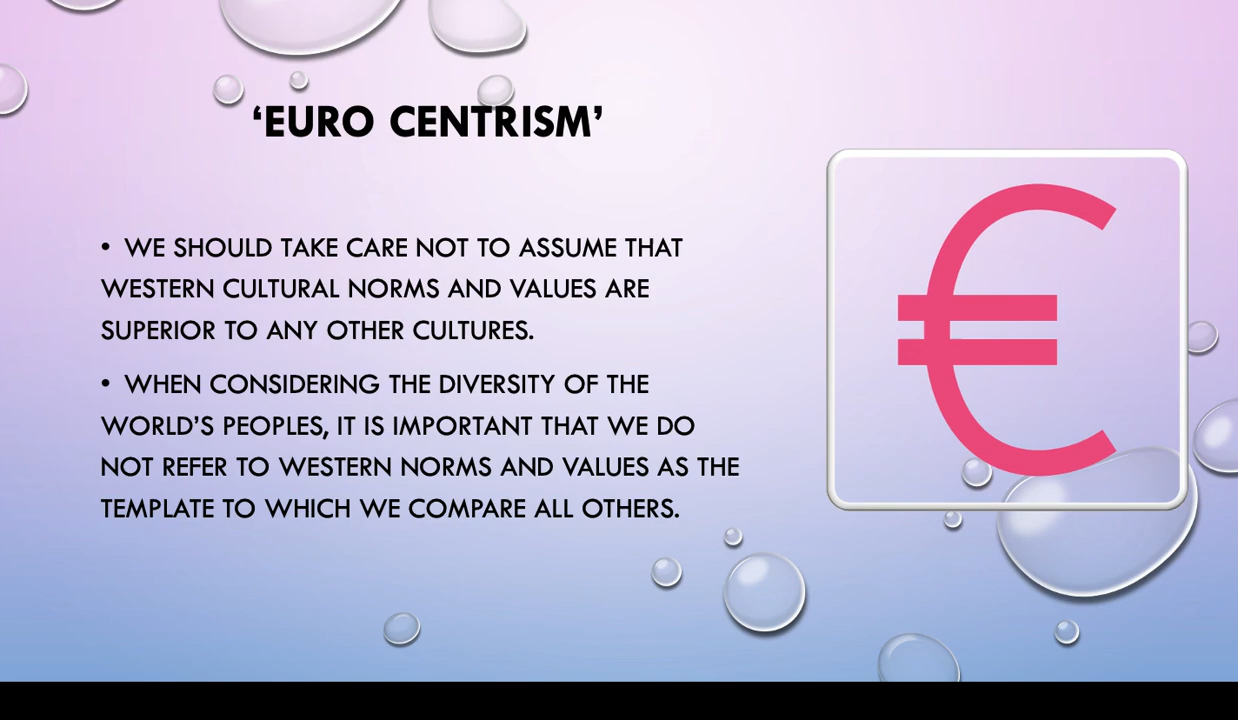 ‘EURO CENTRISM’
• WE SHOULD TAKE CARE NOT TO ASSUME THAT
WESTERN CULTURAL NORMS AND VALUES ARE
SUPERIOR TO ANY OTHER CULTURES.
• WHEN CONSIDERING THE DIVERSITY OF THE
WORLD’S PEOPLES, IT IS IMPORTANT THAT WE DO
NOT REFER TO WESTERN NORMS AND VALUES AS THE
TEMPLATE TO WHICH WE COMPARE ALL OTHERS.
€